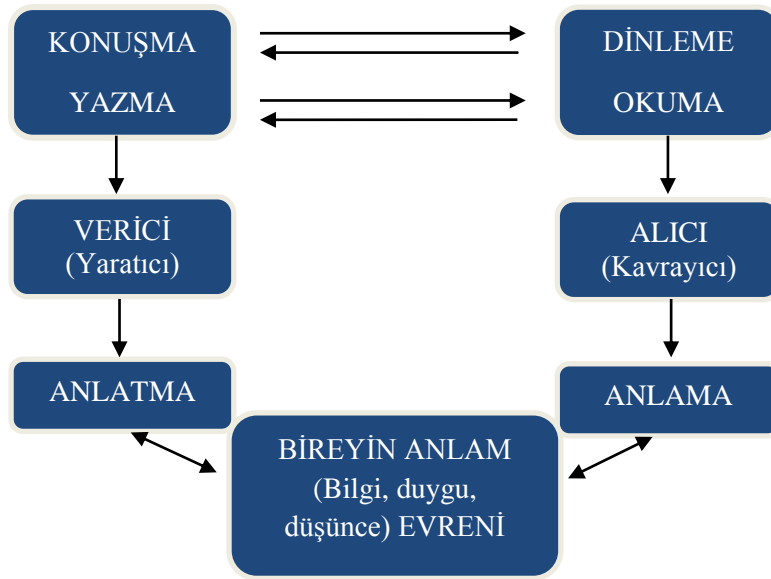 KONUŞMA
YAZMA
DİNLEME
OKUMA
VERİCİ
(Yaratıcı)
ALICI
(Kavrayıcı)
ANLATMA
ANLAMA
BİREYİN ANLAM
(Bilgi, duygu,
düşünce) EVRENİ